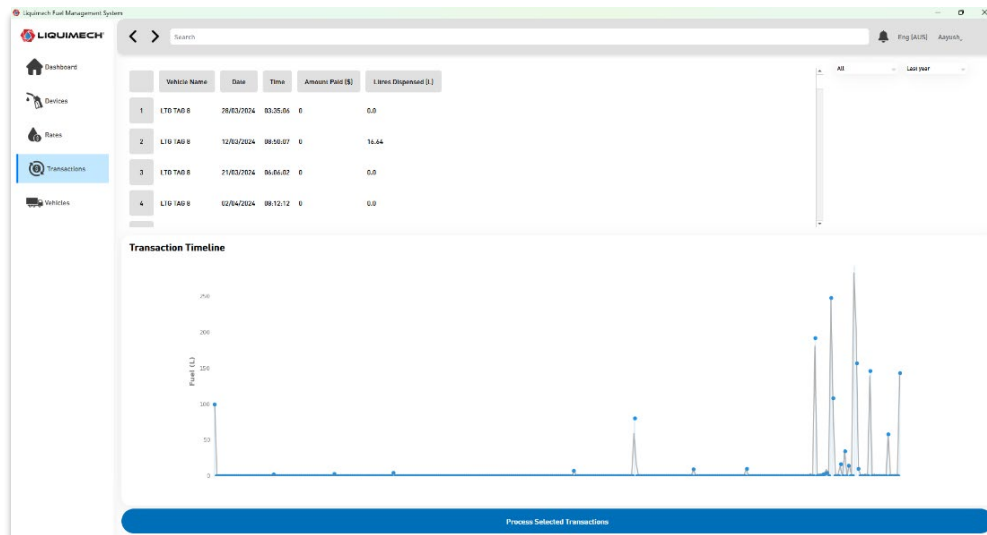 Liquimech Fuel Management System
LIQUIMECH
Search
Eng (AUS)
Aayush_
Dashboard
Devices
Rates
Transactions
Vehicles
All
Last year
Vehicle Name Date Time Amount Paid ($) Litres Dispensed (L)
1 LTG TAG 8 28/03/2024 03:35:06 0 0.0
2 LTG TAG 8 12/03/2024 08:50:07 0 16.64
3 LTG TAG 8 21/03/2024 06:06:02 0 0.0
4 LTG TAG 8 02/04/2024 08:12:12 0 0.0
Transaction Timeline
Fuel (L)
250
200
150
100
50
0
Process Selected Transactions